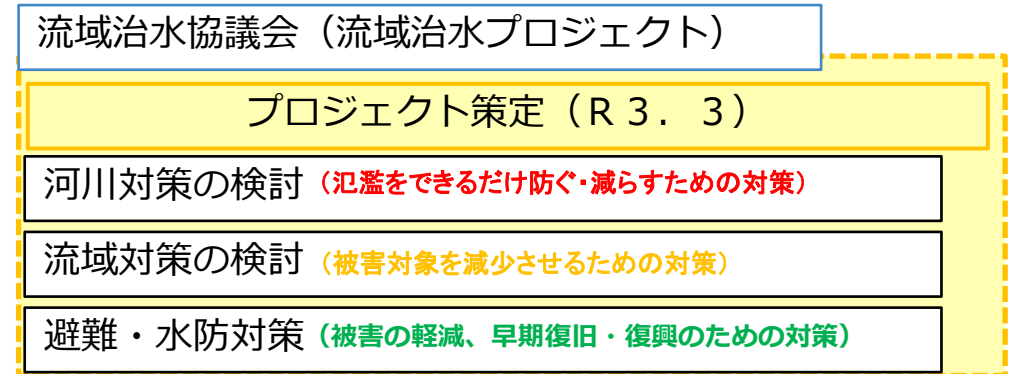 流域治水協議会（流域治水プロジェクト）
プロジェクト策定（R３．３）
河川対策の検討（氾濫をできるだけ防ぐ・減らすための対策）
流域対策の検討（被害対象を減少させるための対策）
避難・水防対策（被害の軽減、早期復旧・復興のための対策）